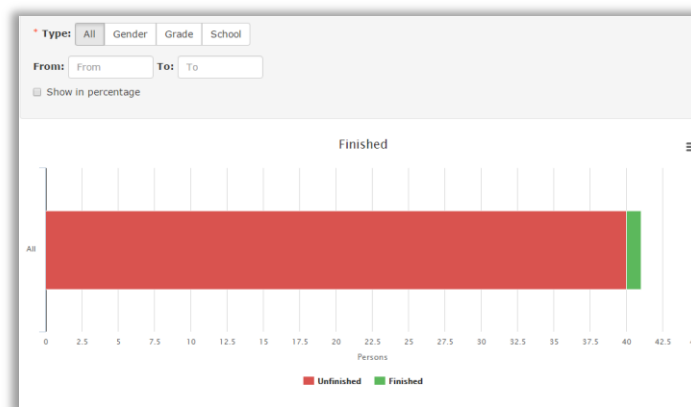 * Type: All Gender Grade School
From: From To: To
Show in percentage
Finished
All
0 2.5 5 7.5 10 12.5 15 17.5 20 22.5 25 27.5 30 32.5 35 37.5 40 42.5
Persons
Unfinished Finished